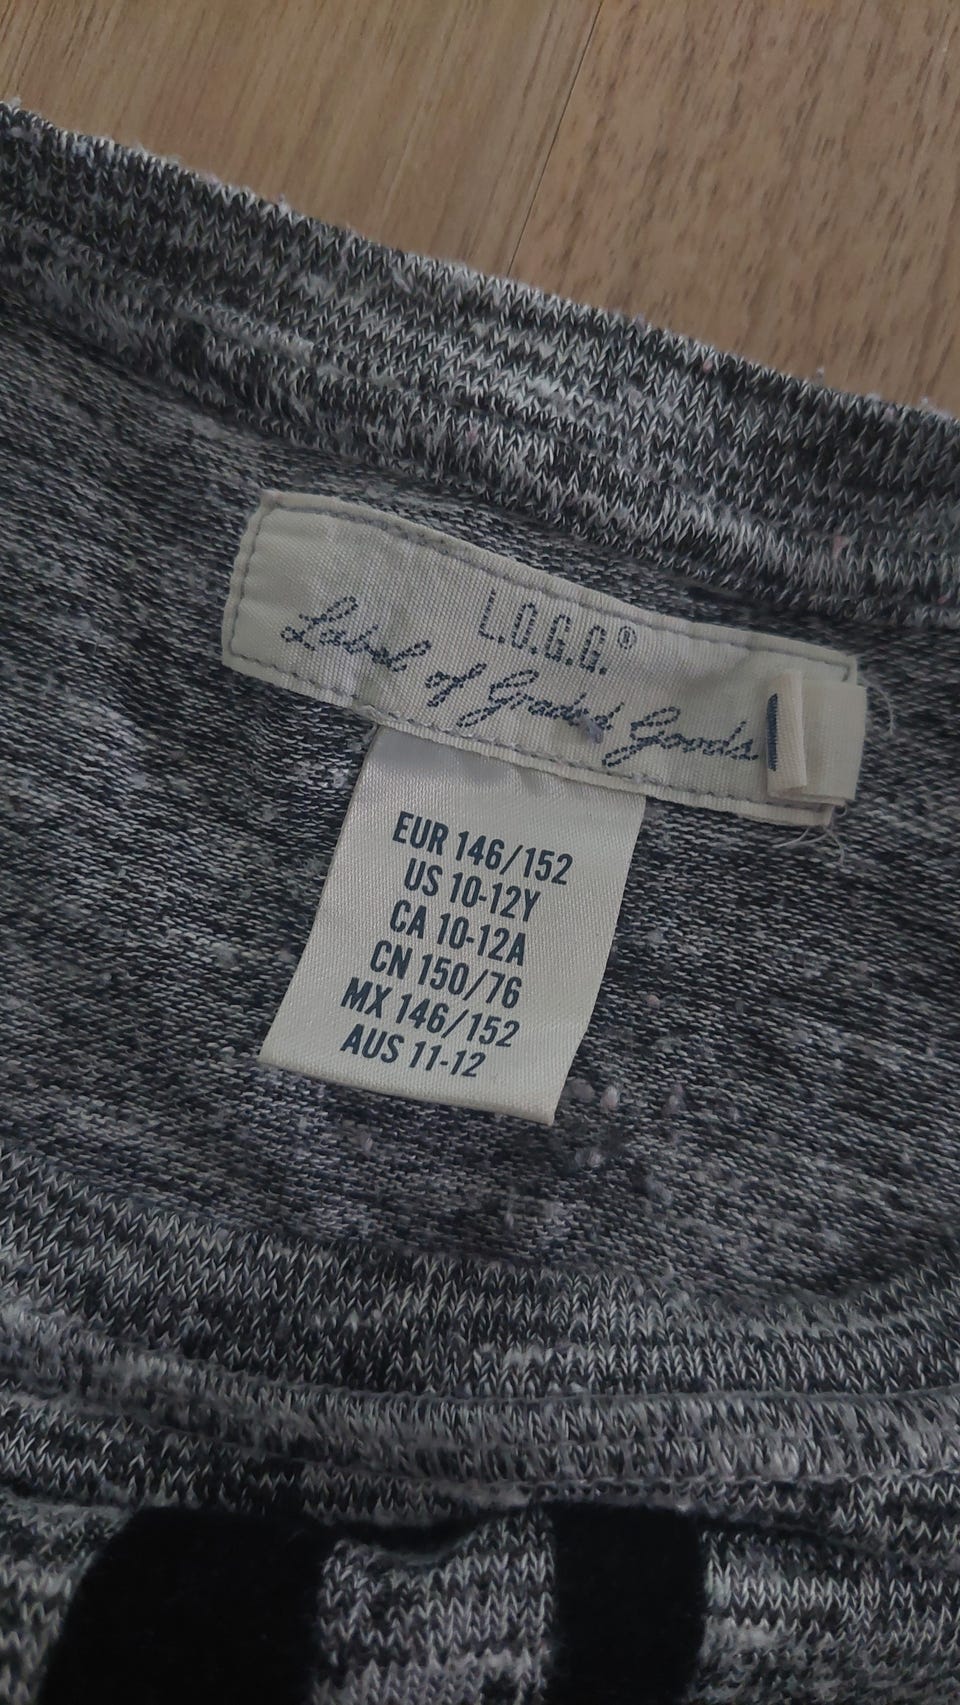 L.O.G.G.®
Label of Graded Goods
EUR 146/152
US 10-12Y
CA 10-12A
CN 150/76
MX 146/152
AUS 11-12